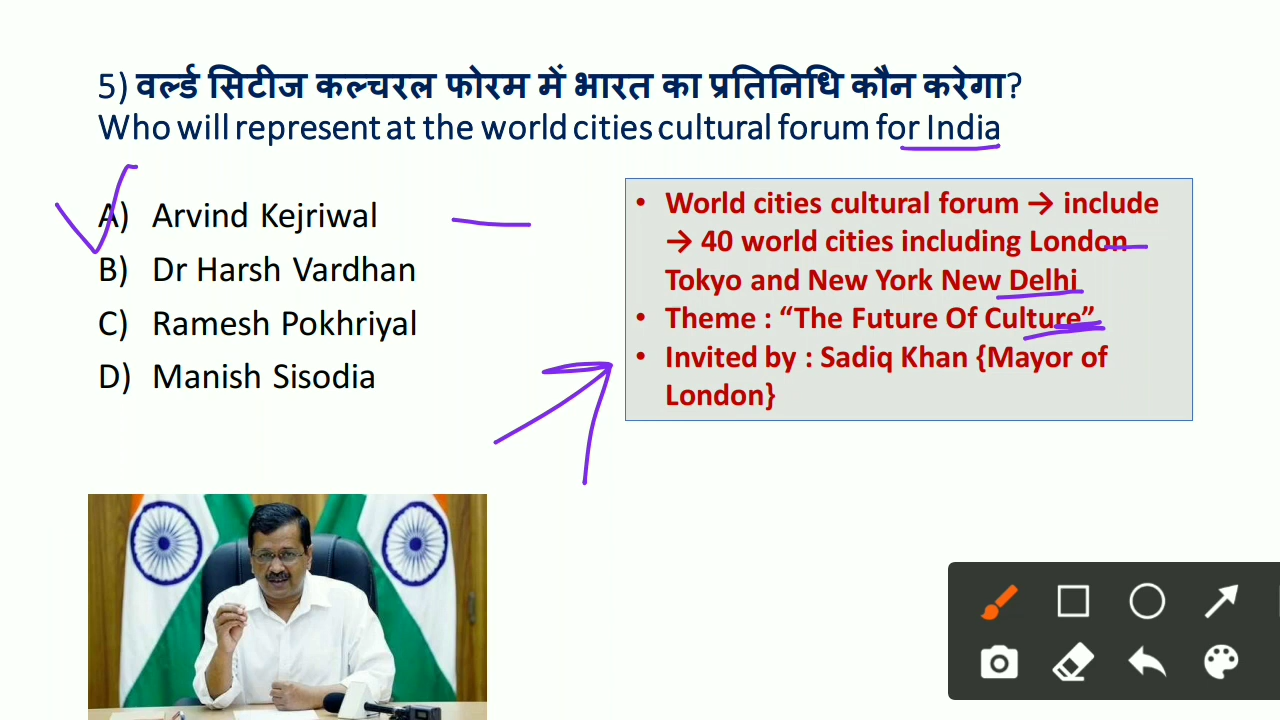 5) वर्ल्ड सिटीज कल्चरल फोरम में भारत का प्रतिनिधि कौन करेगा?
Who will represent at the world cities cultural forum for India
A) Arvind Kejriwal
B) Dr Harsh Vardhan
C) Ramesh Pokhriyal
D) Manish Sisodia
• World cities cultural forum → include
→ 40 world cities including London
Tokyo and New York New Delhi
• Theme : “The Future Of Culture”
• Invited by : Sadiq Khan {Mayor of
London}